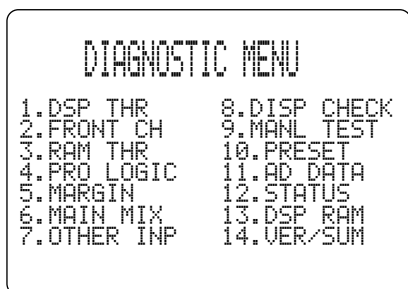 DIAGNOSTIC MENU
1.DSP THR
2.FRONT CH
3.RAM THR
4.PRO LOGIC
5.MARGIN
6.MAIN MIX
7.OTHER INP
8.DISP CHECK
9.MANL TEST
10.PRESET
11.AD DATA
12.STATUS
13.DSP RAM
14.VER/SUM